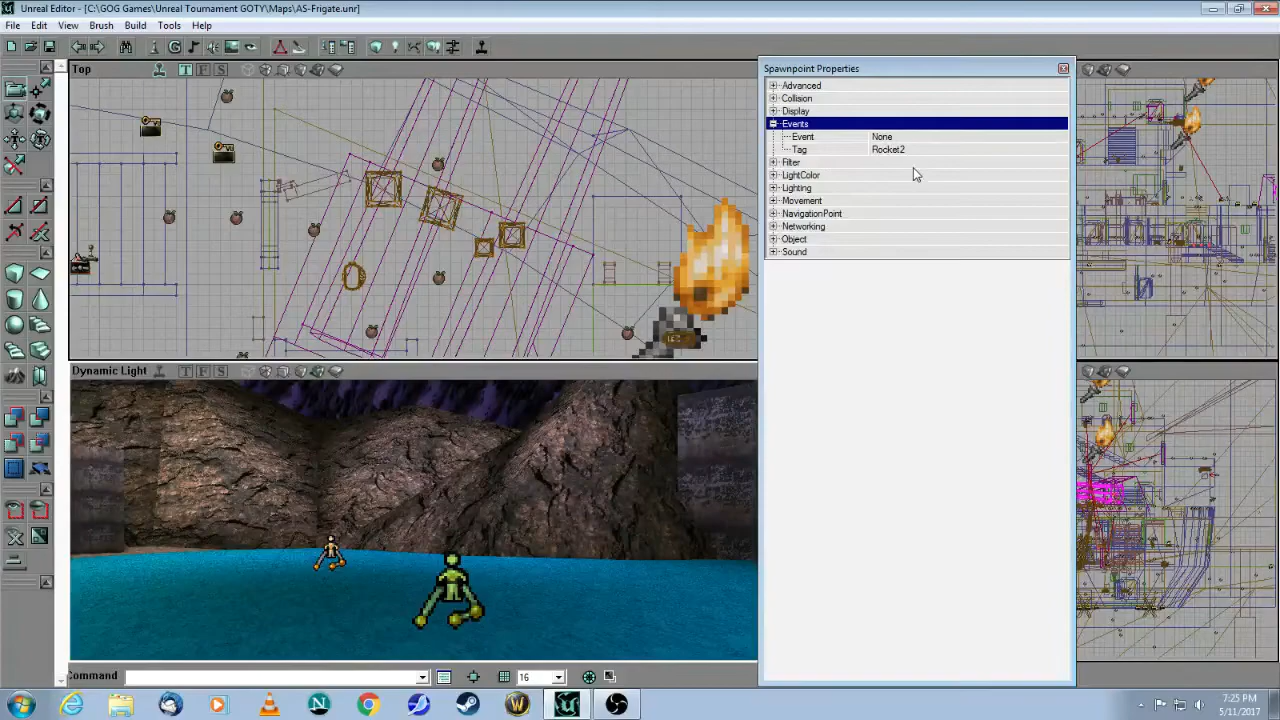 Unreal Editor - [C:\GOG Games\Unreal Tournament GOTY\Maps\AS-Frigate.unr]
File Edit View Brush Build Tools Help
Top
T F S
Spawnpoint Properties
Advanced
Collision
Display
Events
Event None
Tag Rocket2
Filter
LightColor
Lighting
Movement
NavigationPoint
Networking
Object
Sound
Dynamic Light
T F S
Command
16
7:25 PM
5/11/2017